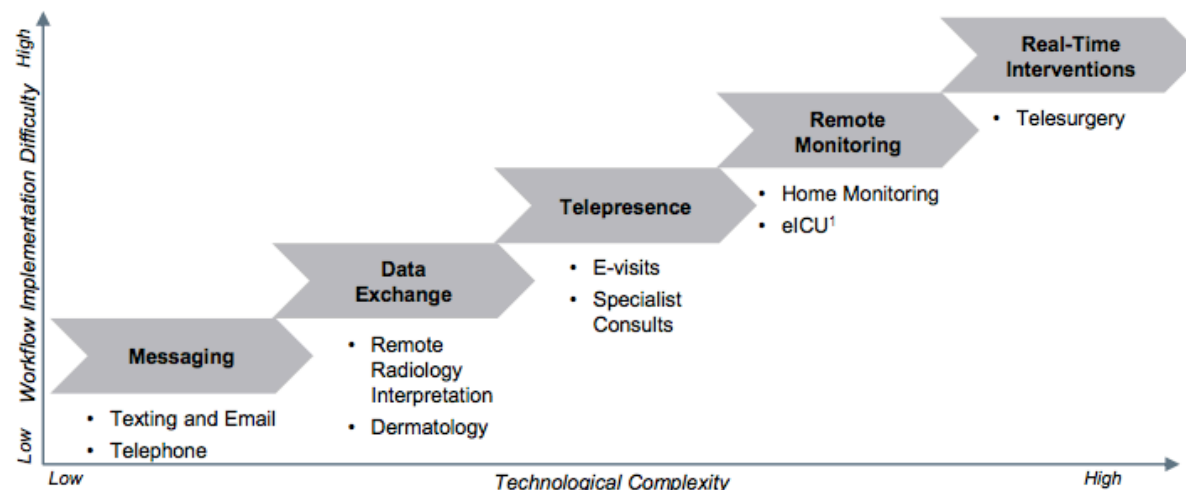 High
Workflow Implementation Difficulty
Low
Real-Time
Interventions
• Telesurgery
Remote
Monitoring
• Home Monitoring
• eICU¹
Telepresence
• E-visits
• Specialist
Consults
Data
Exchange
• Remote
Radiology
Interpretation
• Dermatology
Messaging
• Texting and Email
• Telephone
Low
Technological Complexity
High